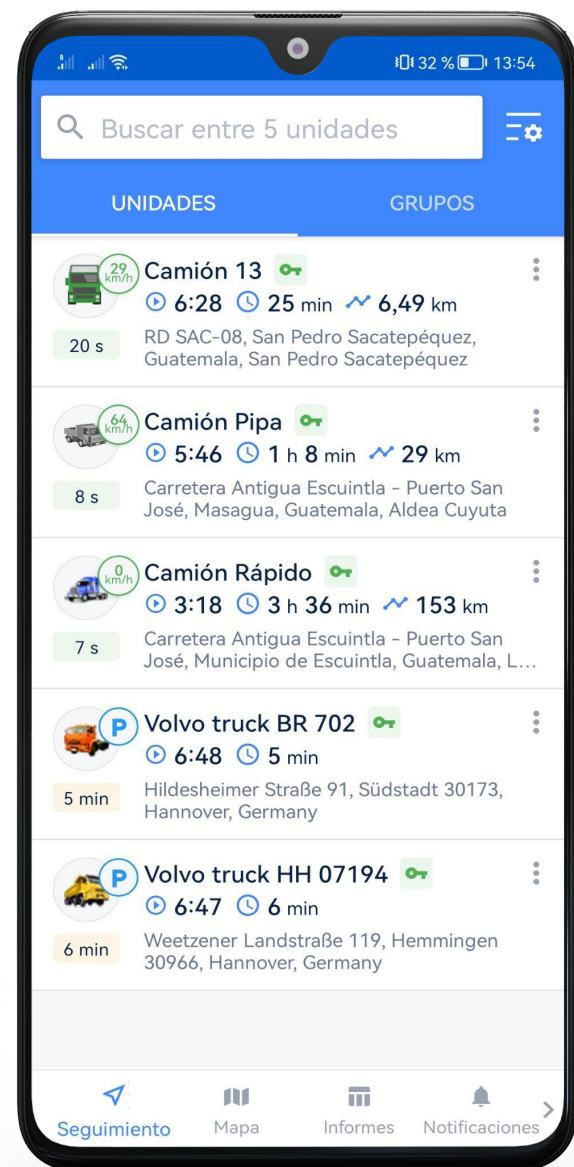 32 % 13:54
Buscar entre 5 unidades
UNIDADES GRUPOS
29 km/h
Camión 13
6:28 25 min 6,49 km
20 s
RD SAC-08, San Pedro Sacatepéquez,
Guatemala, San Pedro Sacatepéquez
64 km/h
Camión Pipa
5:46 1 h 8 min 29 km
8 s
Carretera Antigua Escuintla – Puerto San
José, Masagua, Guatemala, Aldea Cuyuta
0 km/h
Camión Rápido
3:18 3 h 36 min 153 km
7 s
Carretera Antigua Escuintla – Puerto San
José, Municipio de Escuintla, Guatemala, L...
P
Volvo truck BR 702
6:48 5 min
5 min
Hildesheimer Straße 91, Südstadt 30173,
Hannover, Germany
P
Volvo truck HH 07194
6:47 6 min
6 min
Weetzener Landstraße 119, Hemmingen
30966, Hannover, Germany
Seguimiento Mapa Informes Notificaciones